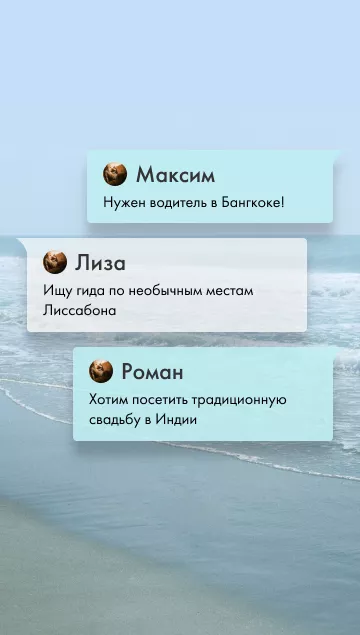 Максим
Нужен водитель в Бангкоке!
Лиза
Ищу гида по необычным местам
Лиссабона
Роман
Хотим посетить традиционную
свадьбу в Индии